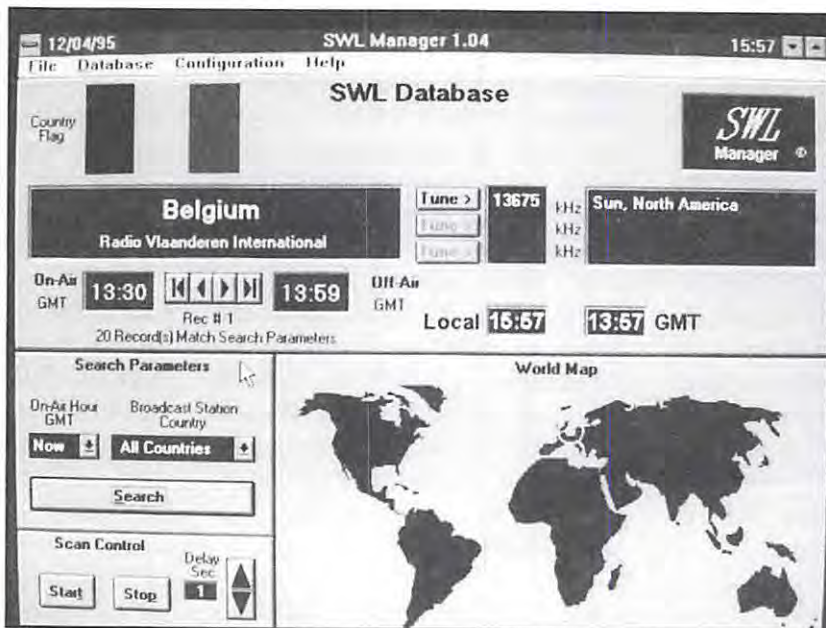 12/04/95 SWL Manager 1.04 15:57
File Database Configuration Help
SWL Database
Country
Flag
SWL
Manager ®
Belgium
Radio Vlaanderen International
Tune > 13675 kHz Sun, North America
Tune > kHz
Tune > kHz
On-Air
GMT
13:30
13:59
Off-Air
GMT
Rec # 1
20 Record(s) Match Search Parameters
Local 15:57 13:57 GMT
Search Parameters
On-Air Hour
GMT
Broadcast Station
Country
Now All Countries
Search
Scan Control
Start Stop
Delay
Sec
1
World Map